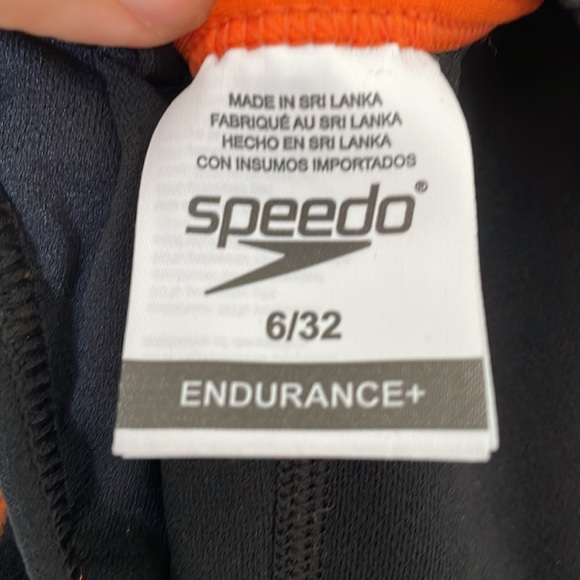 MADE IN SRI LANKA
FABRIQUÉ AU SRI LANKA
HECHO EN SRI LANKA
CON INSUMOS IMPORTADOS
speedo®
6/32
ENDURANCE+